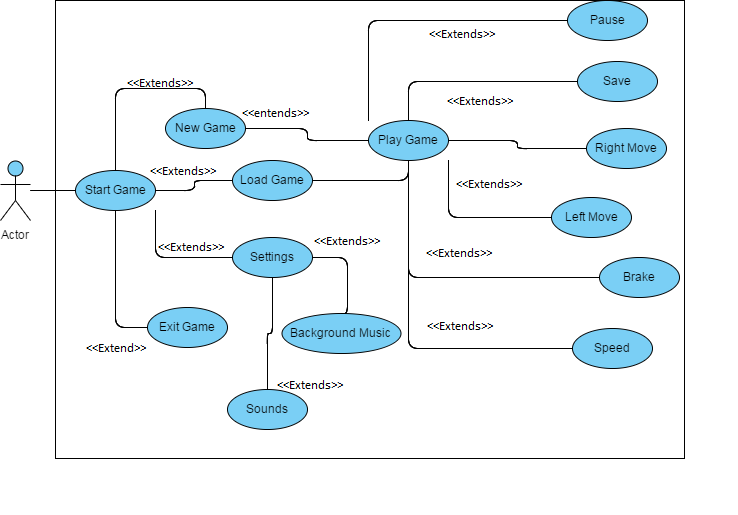 Pause
<<Extends>>
Save
<<Extends>>
<<Extends>>
<<entends>>
New Game
Play Game
Right Move
<<Extends>>
Load Game
<<Extends>>
Start Game
Left Move
Actor
<<Extends>>
<<Extends>>
<<Extends>>
Settings
Brake
Exit Game
Background Music
<<Extends>>
<<Extend>>
Speed
<<Extends>>
Sounds